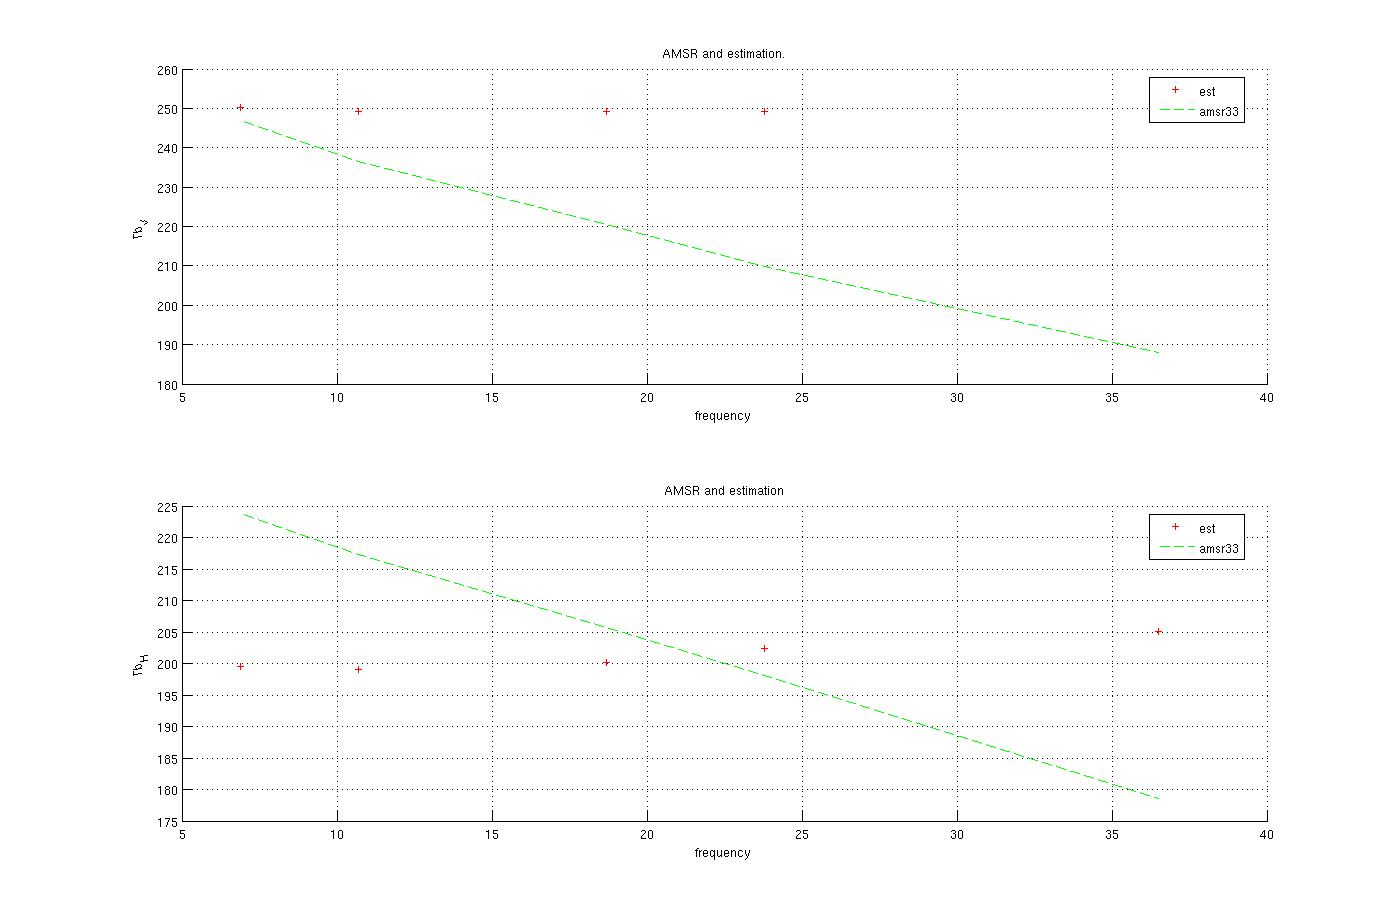 AMSR and estimation.
260
250
240
230
220
210
200
190
180
Tb_V
5 10 15 20 25 30 35 40
frequency
est
amsr33
AMSR and estimation
225
220
215
210
205
200
195
190
185
180
175
Tb_H
5 10 15 20 25 30 35 40
frequency
est
amsr33